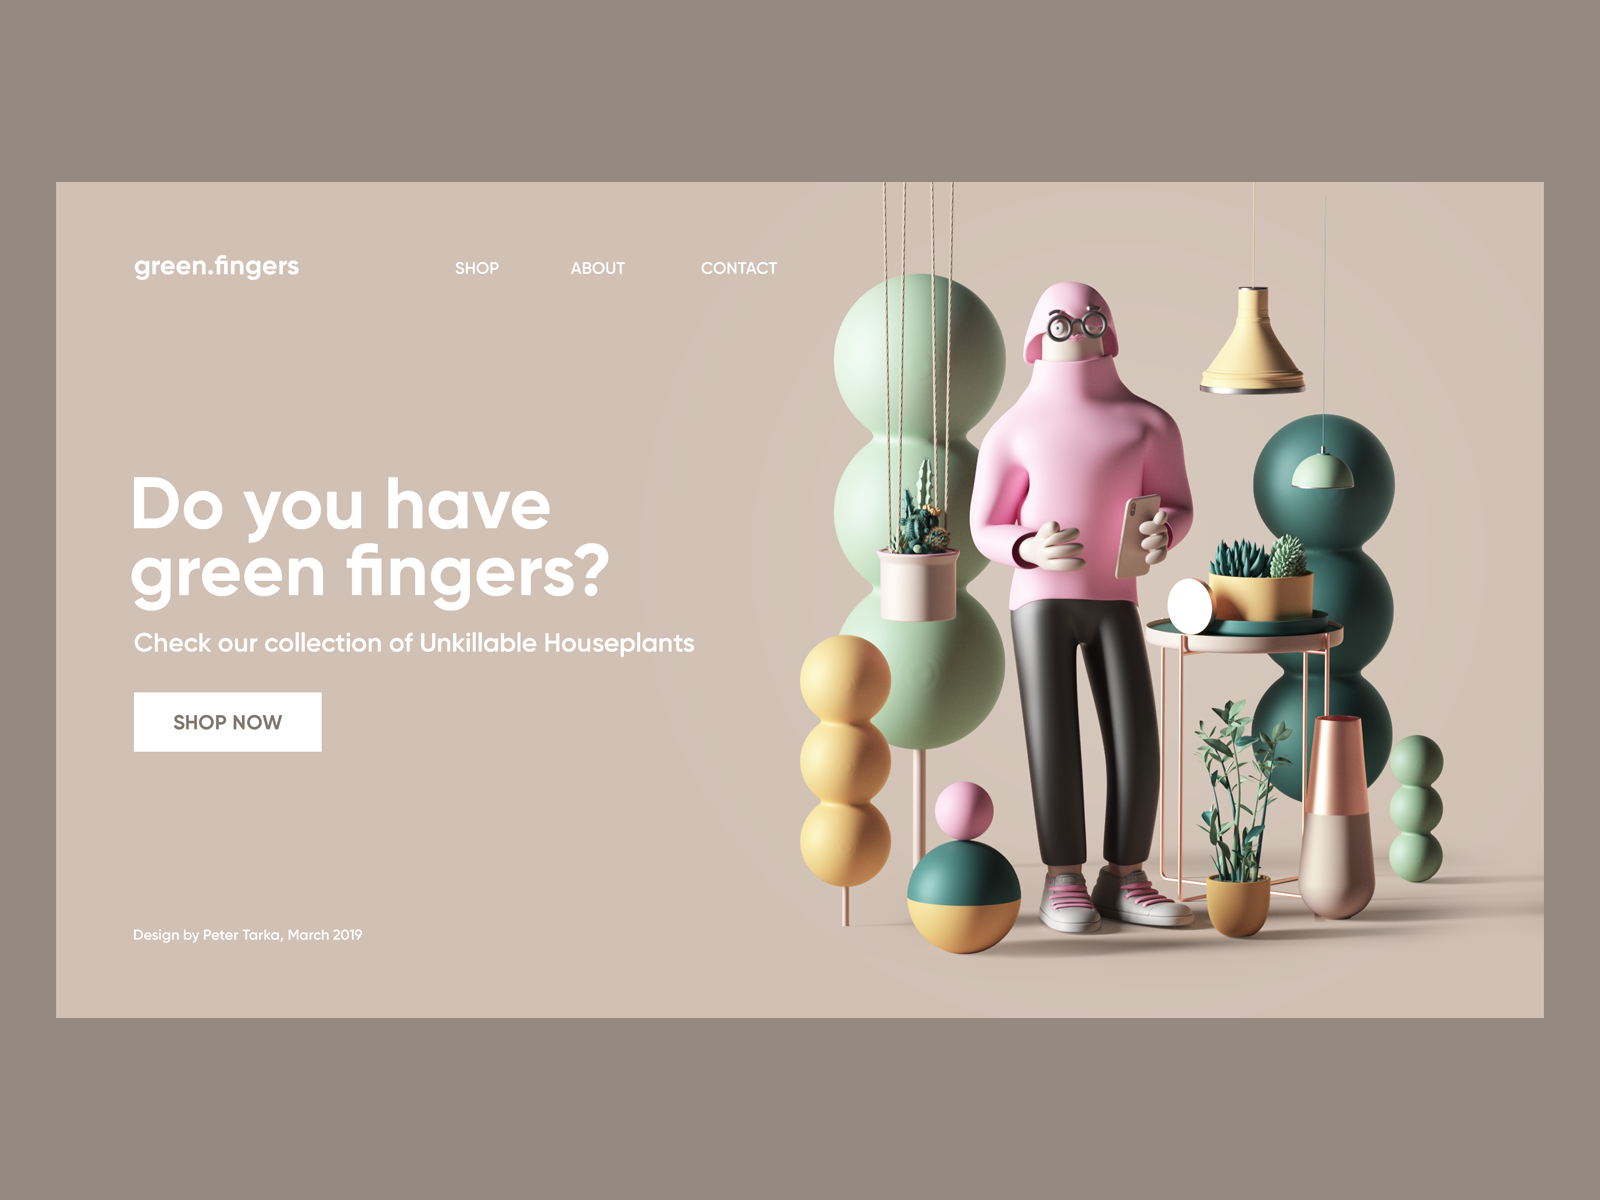 green.fingers
SHOP
ABOUT
CONTACT
Do you have
green fingers?
Check our collection of Unkillable Houseplants
SHOP NOW
Design by Peter Tarka, March 2019